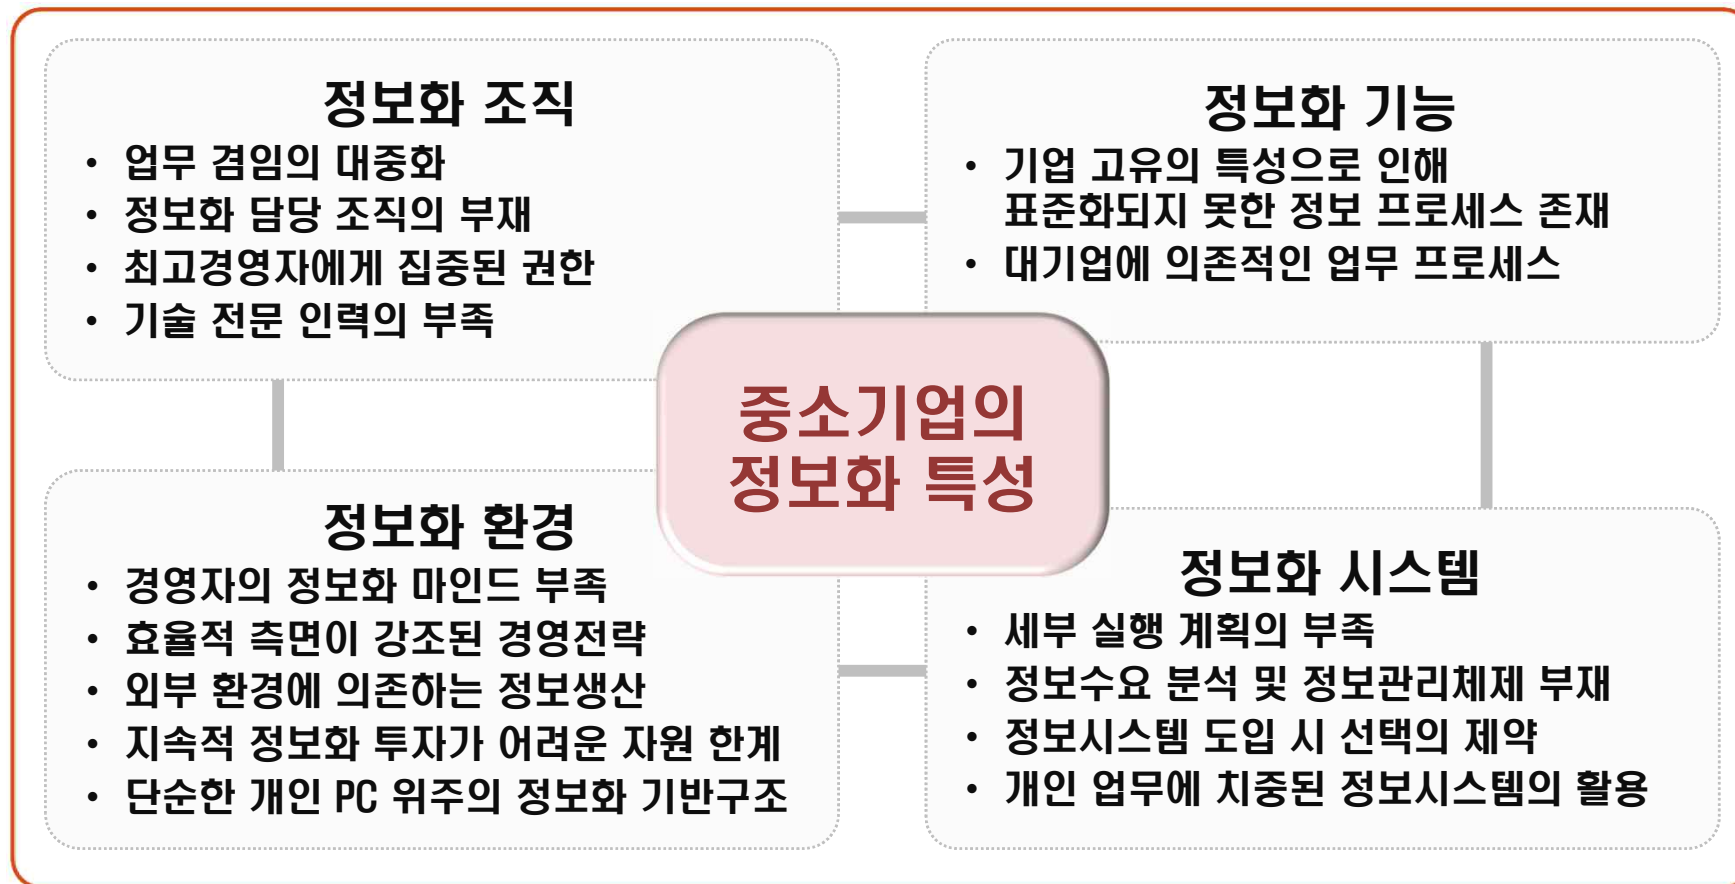 정보화 조직
• 업무 겸임의 대중화
• 정보화 담당 조직의 부재
• 최고경영자에게 집중된 권한
• 기술 전문 인력의 부족
정보화 기능
• 기업 고유의 특성으로 인해
표준화되지 못한 정보 프로세스 존재
• 대기업에 의존적인 업무 프로세스
중소기업의
정보화 특성
정보화 환경
• 경영자의 정보화 마인드 부족
• 효율적 측면이 강조된 경영전략
• 외부 환경에 의존하는 정보생산
• 지속적 정보화 투자가 어려운 자원 한계
• 단순한 개인 PC 위주의 정보화 기반구조
정보화 시스템
• 세부 실행 계획의 부족
• 정보수요 분석 및 정보관리체제 부재
• 정보시스템 도입 시 선택의 제약
• 개인 업무에 치중된 정보시스템의 활용